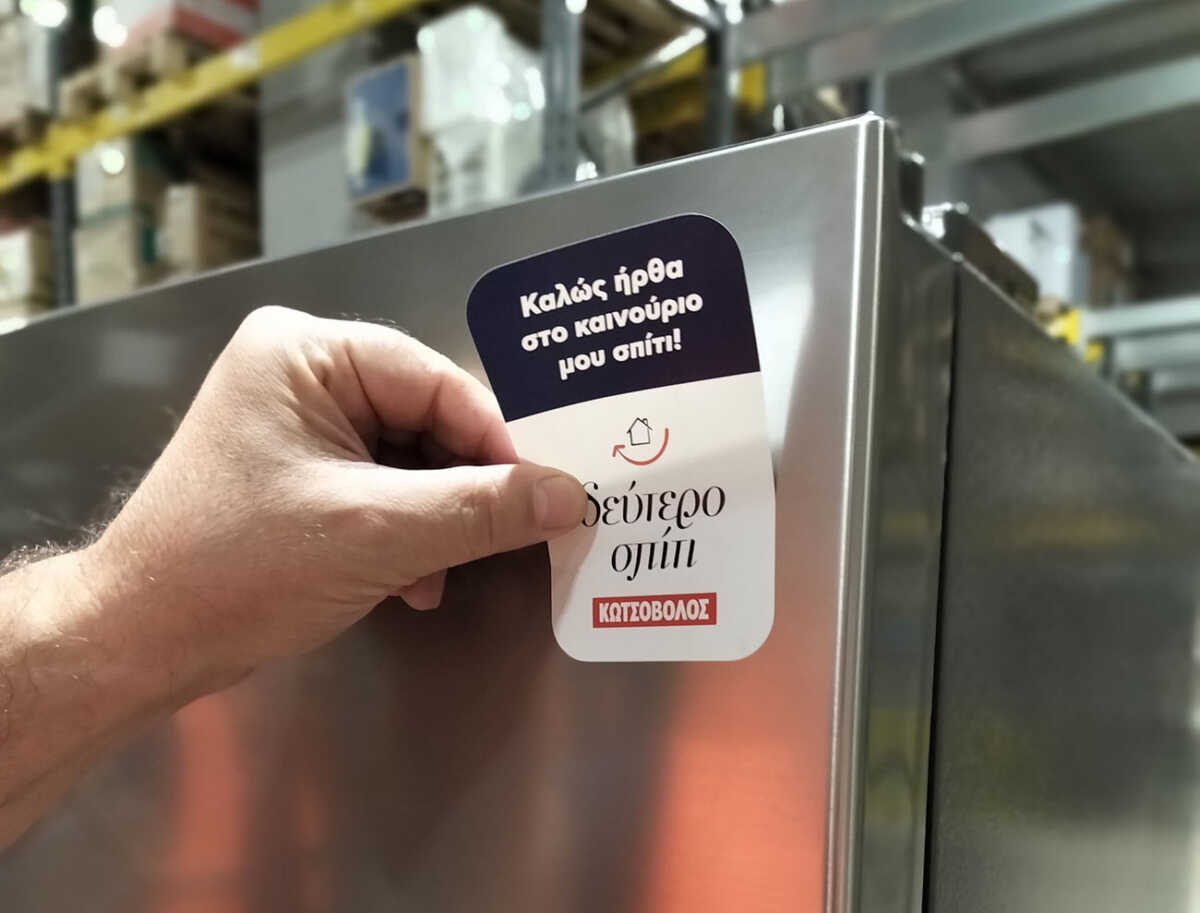 Καλώς ήρθα
στο καινούριο
μου σπίτι!
δεύτερο
σπίτι
ΚΩΤΣΟΒΟΛΟΣ